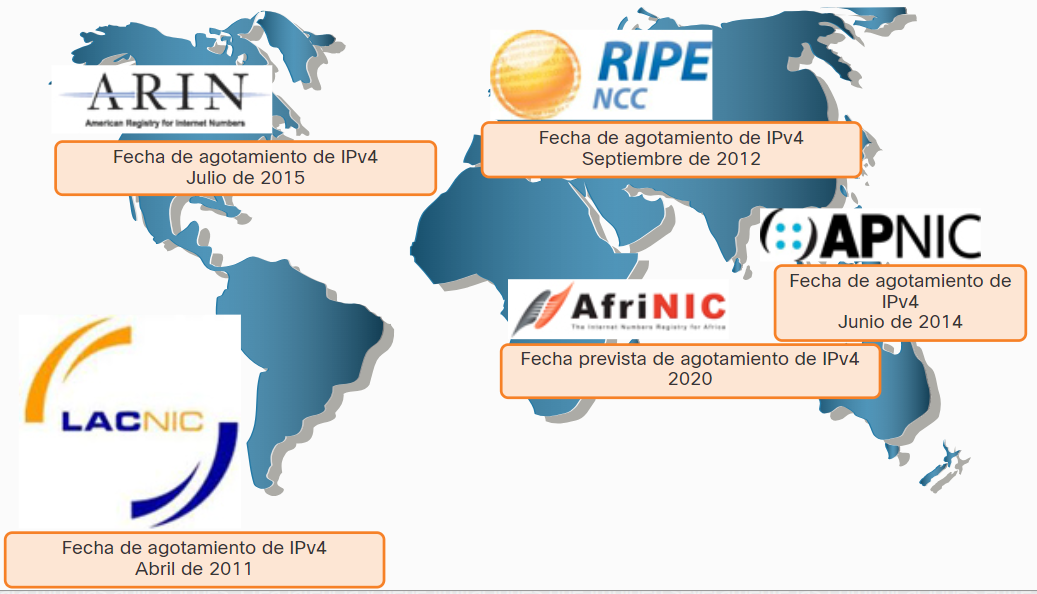 ARIN
American Registry for Internet Numbers
Fecha de agotamiento de IPv4
Julio de 2015
RIPE
NCC
Fecha de agotamiento de IPv4
Septiembre de 2012
APNIC
Fecha de agotamiento de
IPv4
Junio de 2014
AfriNIC
The Internet Numbers Registry for Africa
Fecha prevista de agotamiento de IPv4
2020
LACNIC
Fecha de agotamiento de IPv4
Abril de 2011